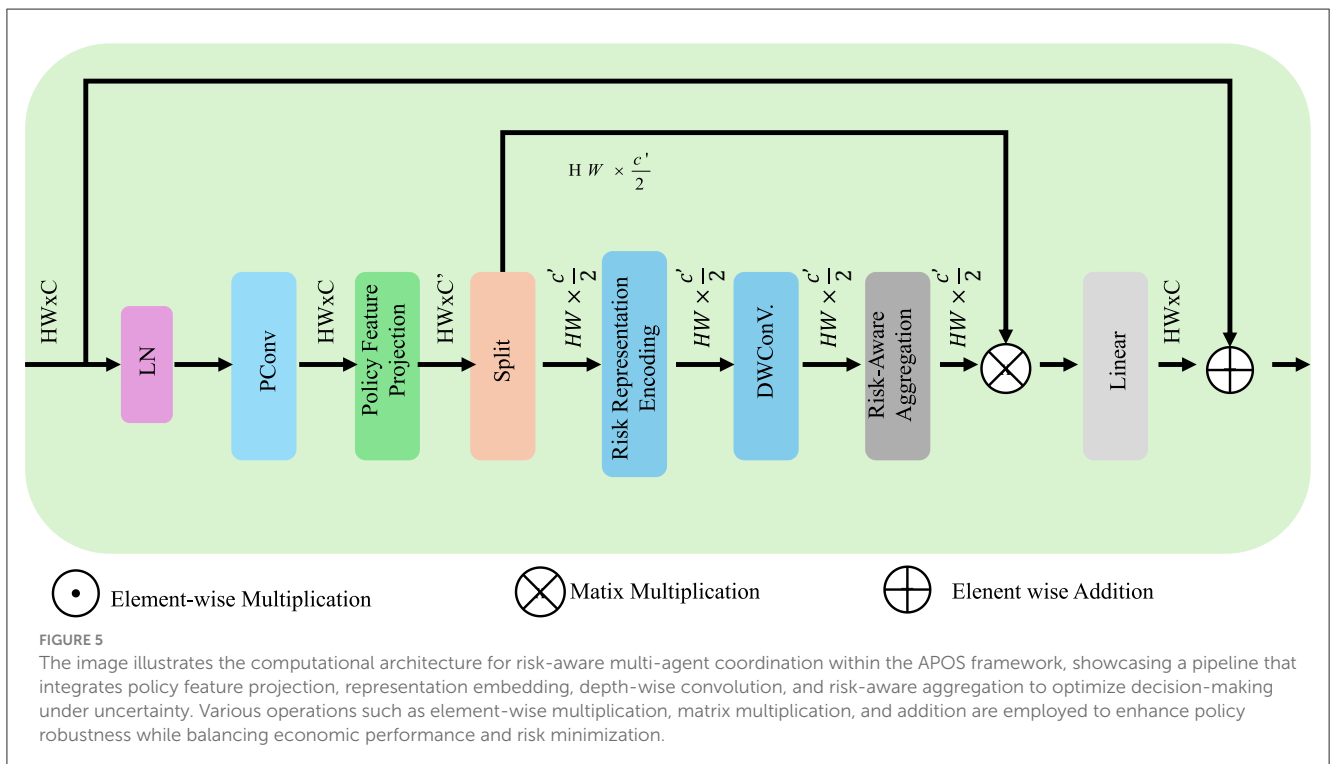 H W × c'/2
HWxC
LN
PConv
HWxC
Policy Feature
Projection
HWxC’
Split
HW × c'/2
Risk Representation
Encoding
HW × c'/2
DWConV.
HW × c'/2
Risk-Aware
Aggregation
HW × c'/2
Linear
HWxC
Element-wise Multiplication
Matix Multiplication
Elenent wise Addition
FIGURE 5
The image illustrates the computational architecture for risk-aware multi-agent coordination within the APOS framework, showcasing a pipeline that
integrates policy feature projection, representation embedding, depth-wise convolution, and risk-aware aggregation to optimize decision-making
under uncertainty. Various operations such as element-wise multiplication, matrix multiplication, and addition are employed to enhance policy
robustness while balancing economic performance and risk minimization.